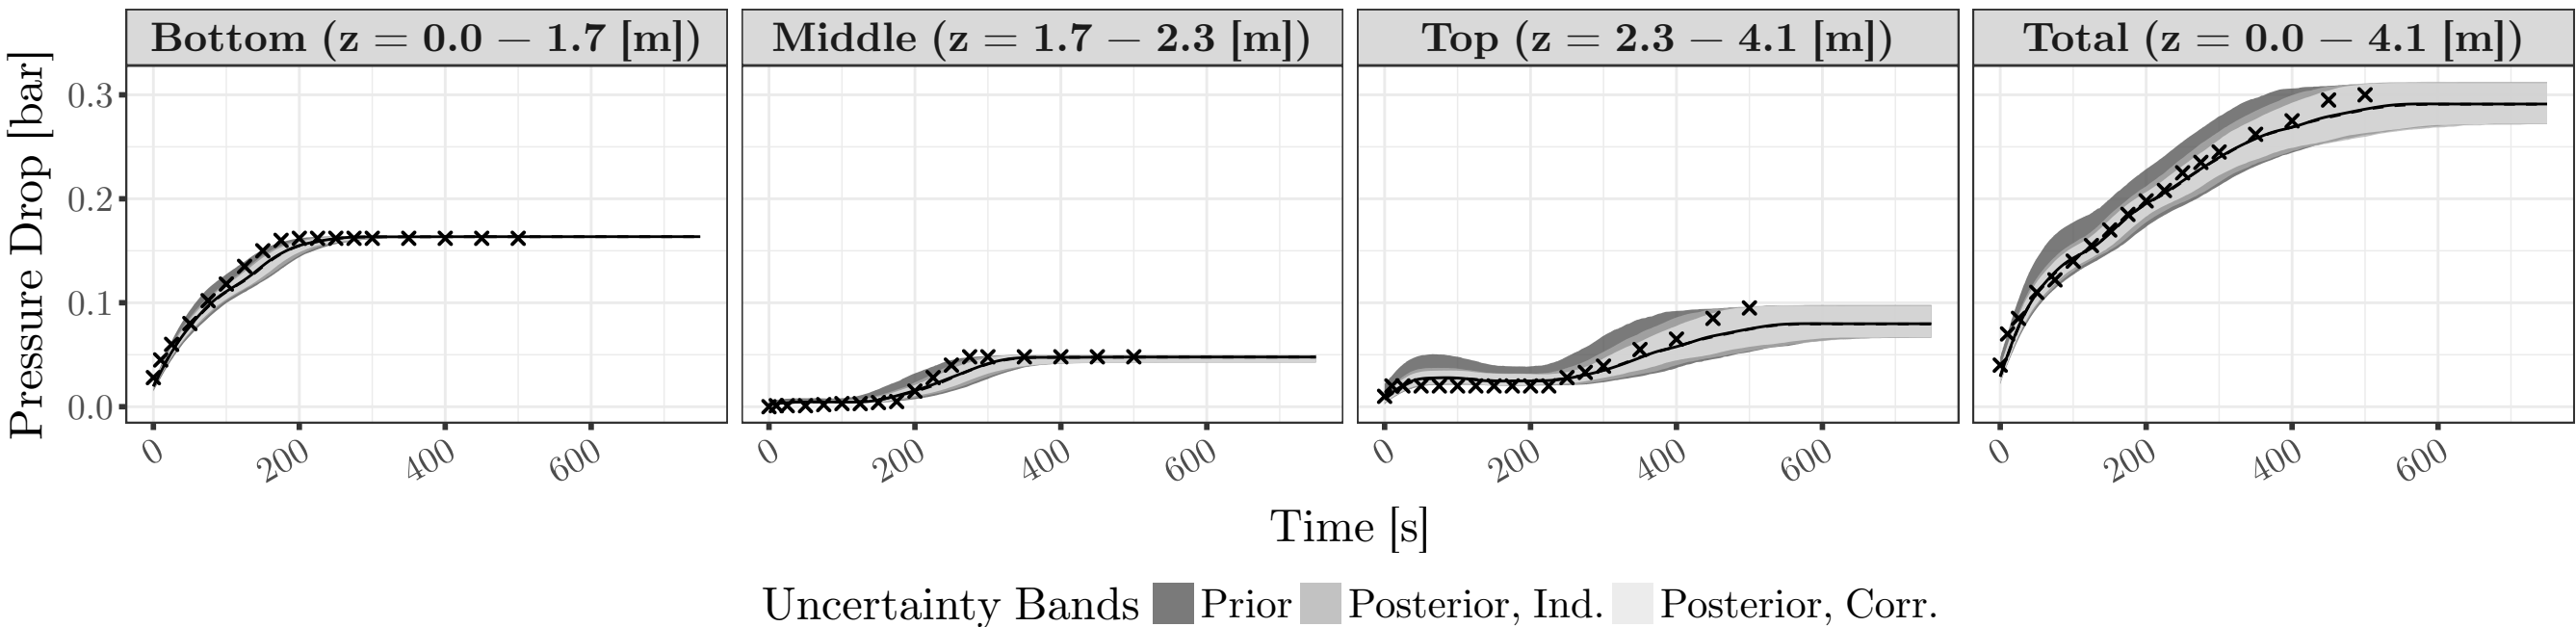 Bottom (z = 0.0 − 1.7 [m])
Middle (z = 1.7 − 2.3 [m])
Top (z = 2.3 − 4.1 [m])
Total (z = 0.0 − 4.1 [m])
Pressure Drop [bar]
0.3
0.2
0.1
0.0
0 200 400 600
0 200 400 600
0 200 400 600
0 200 400 600
Time [s]
Uncertainty Bands Prior Posterior, Ind. Posterior, Corr.